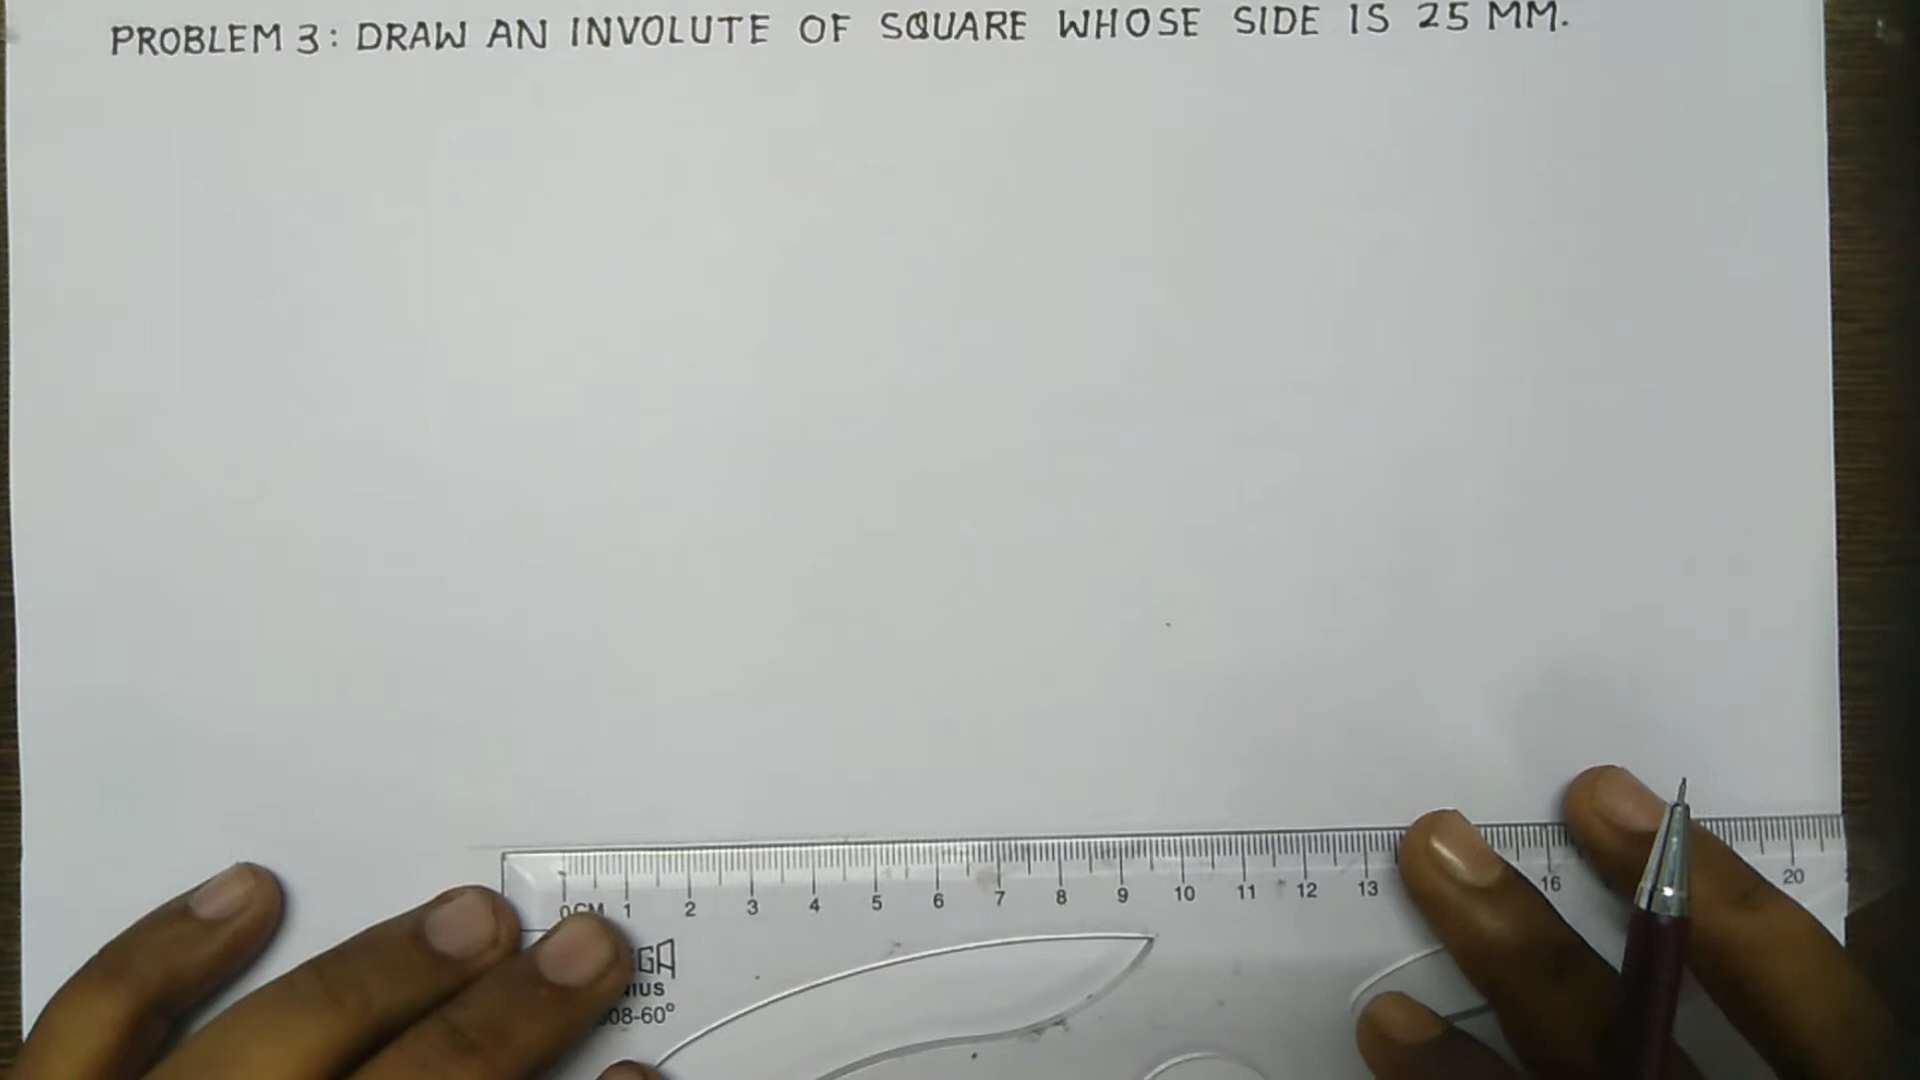 PROBLEM 3: DRAW AN INVOLUTE OF SQUARE WHOSE SIDE IS 25 MM.
0CM 1 2 3 4 5 6 7 8 9 10 11 12 13 16 20